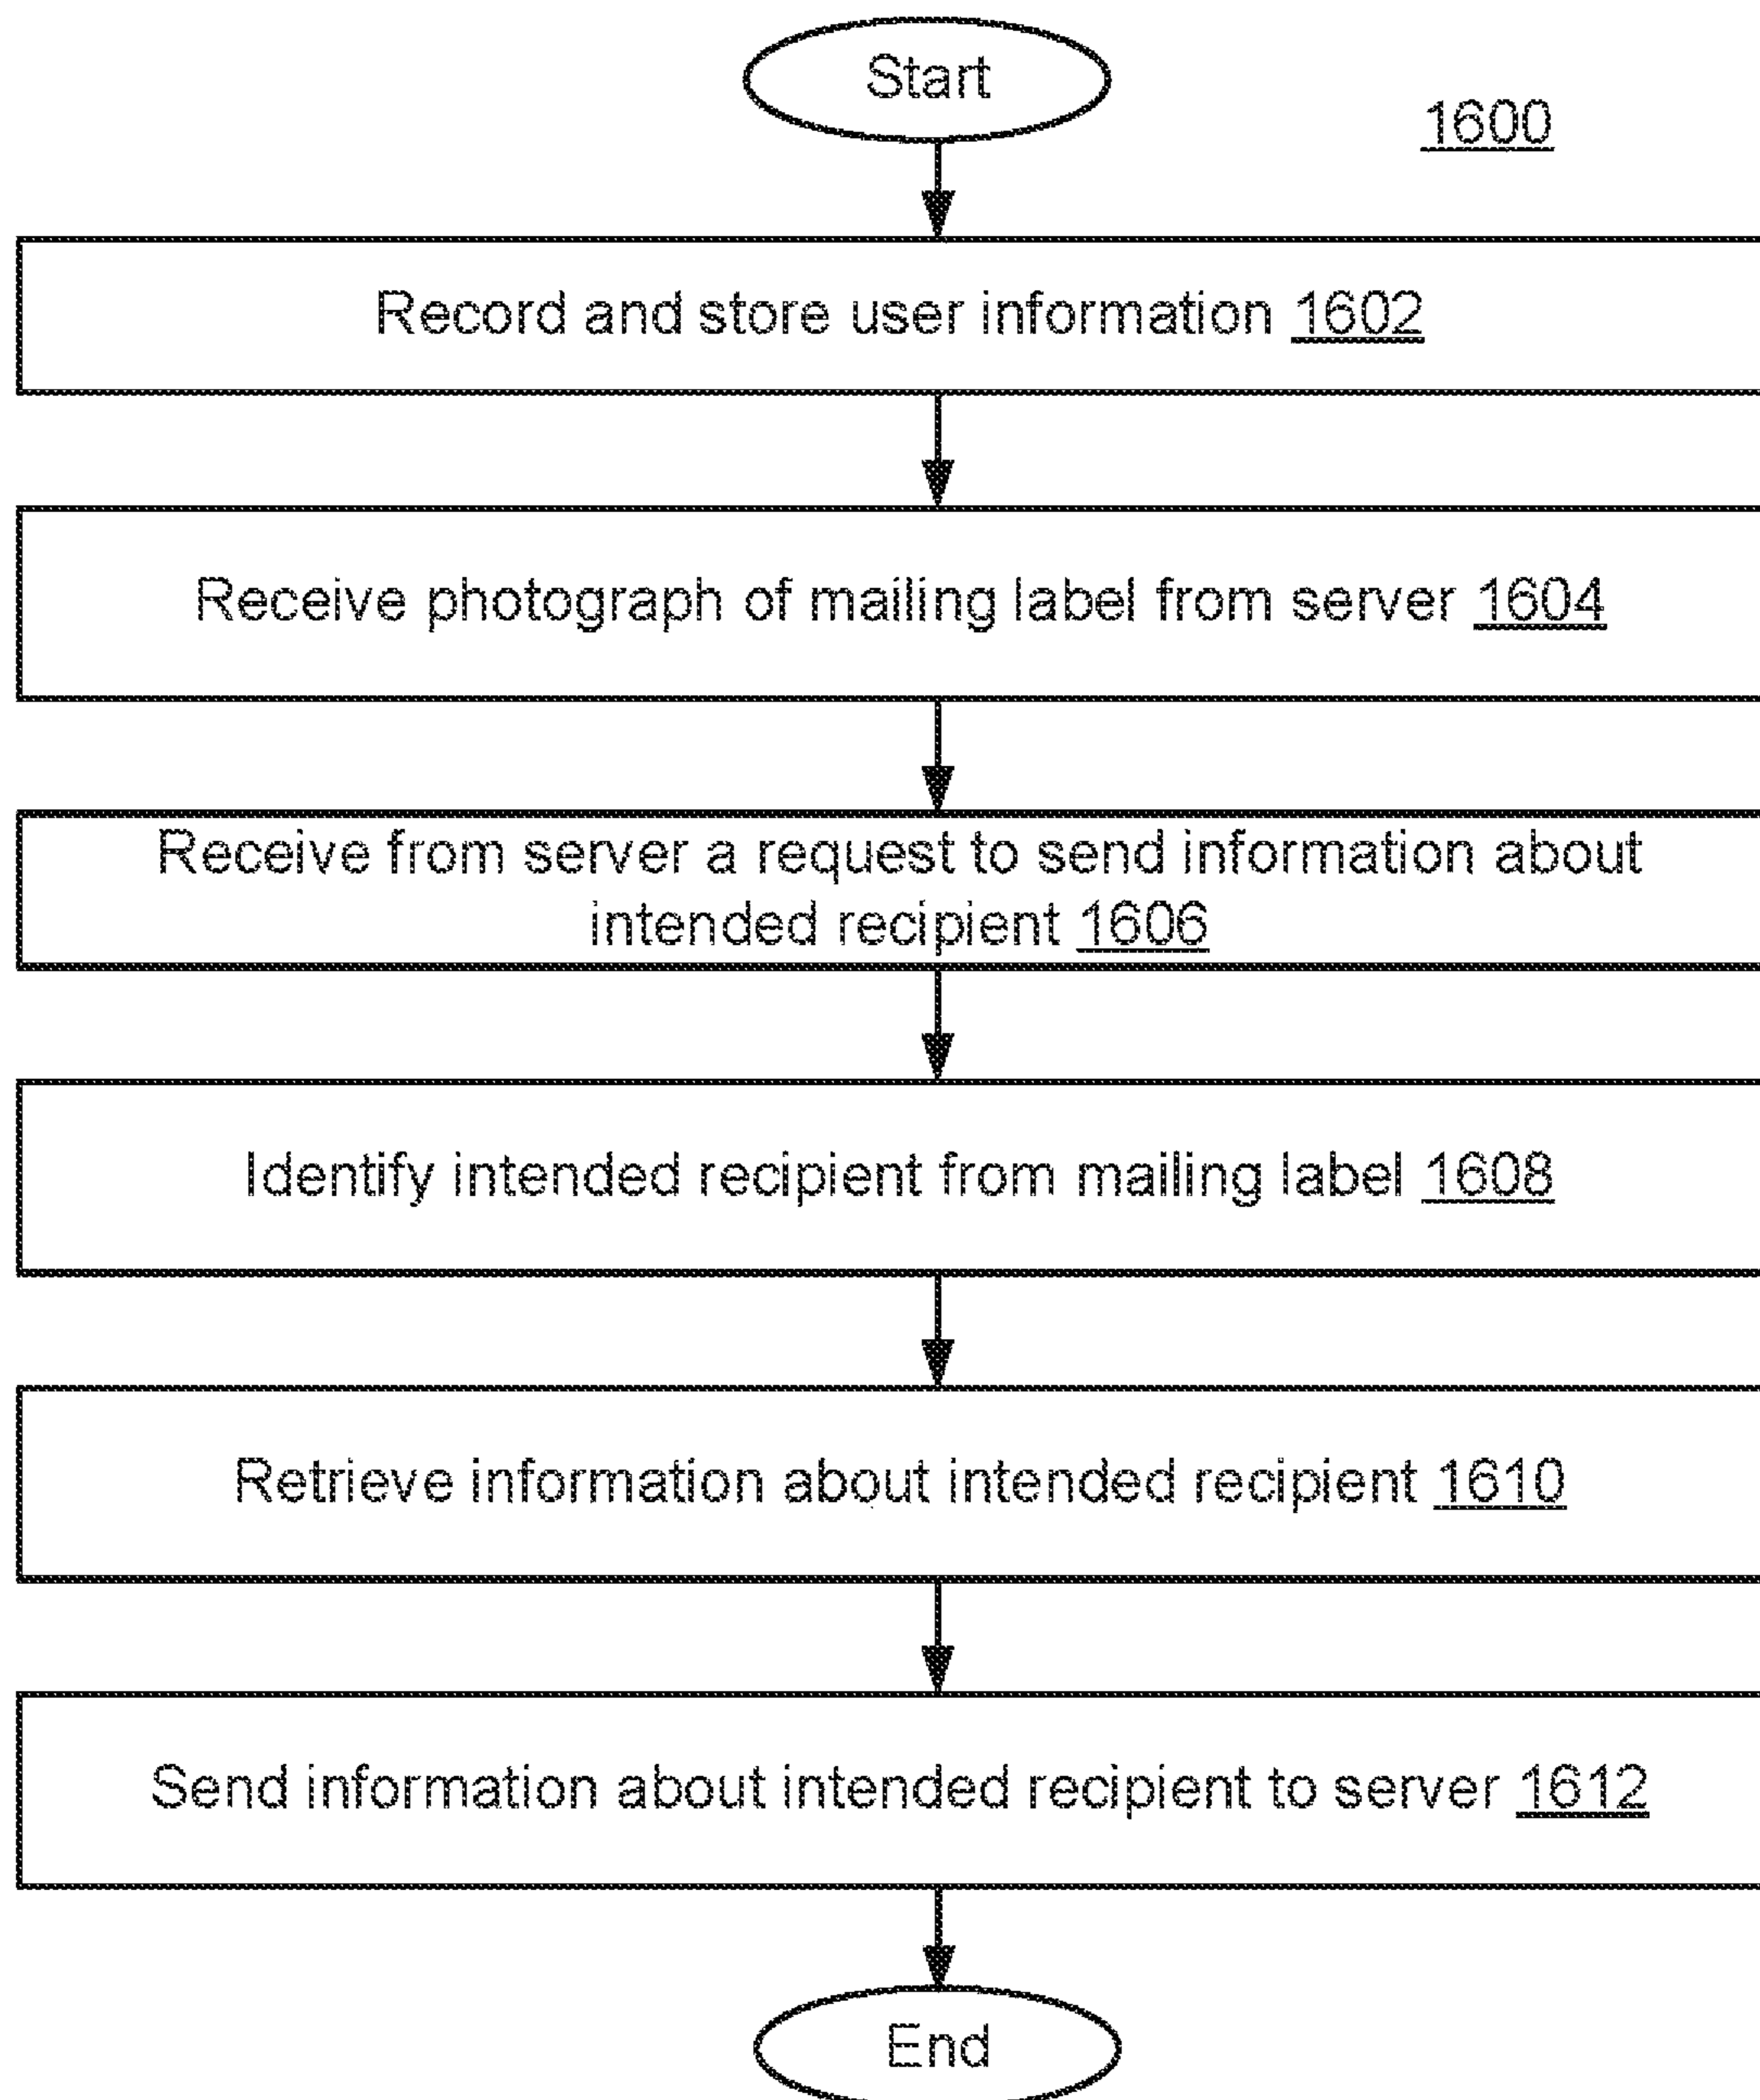 Start
1600
Record and store user information 1602
Receive photograph of mailing label from server 1604
Receive from server a request to send information about
intended recipient 1606
Identify intended recipient from mailing label 1608
Retrieve information about intended recipient 1610
Send information about intended recipient to server 1612
End